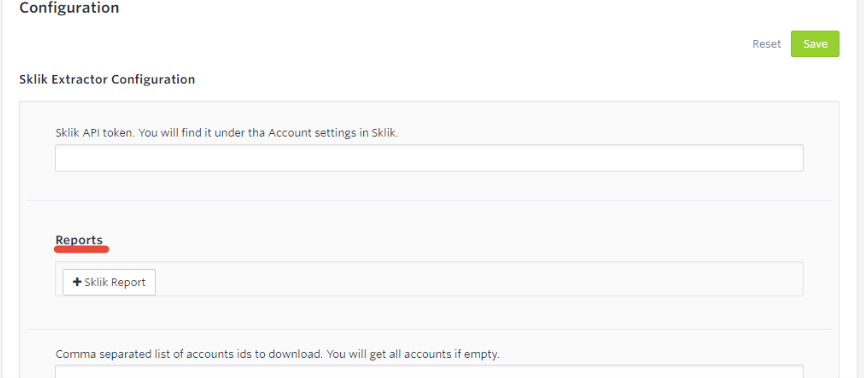 Configuration
Reset Save
Sklik Extractor Configuration
Sklik API token. You will find it under tha Account settings in Sklik.
Reports
+ Sklik Report
Comma separated list of accounts ids to download. You will get all accounts if empty.